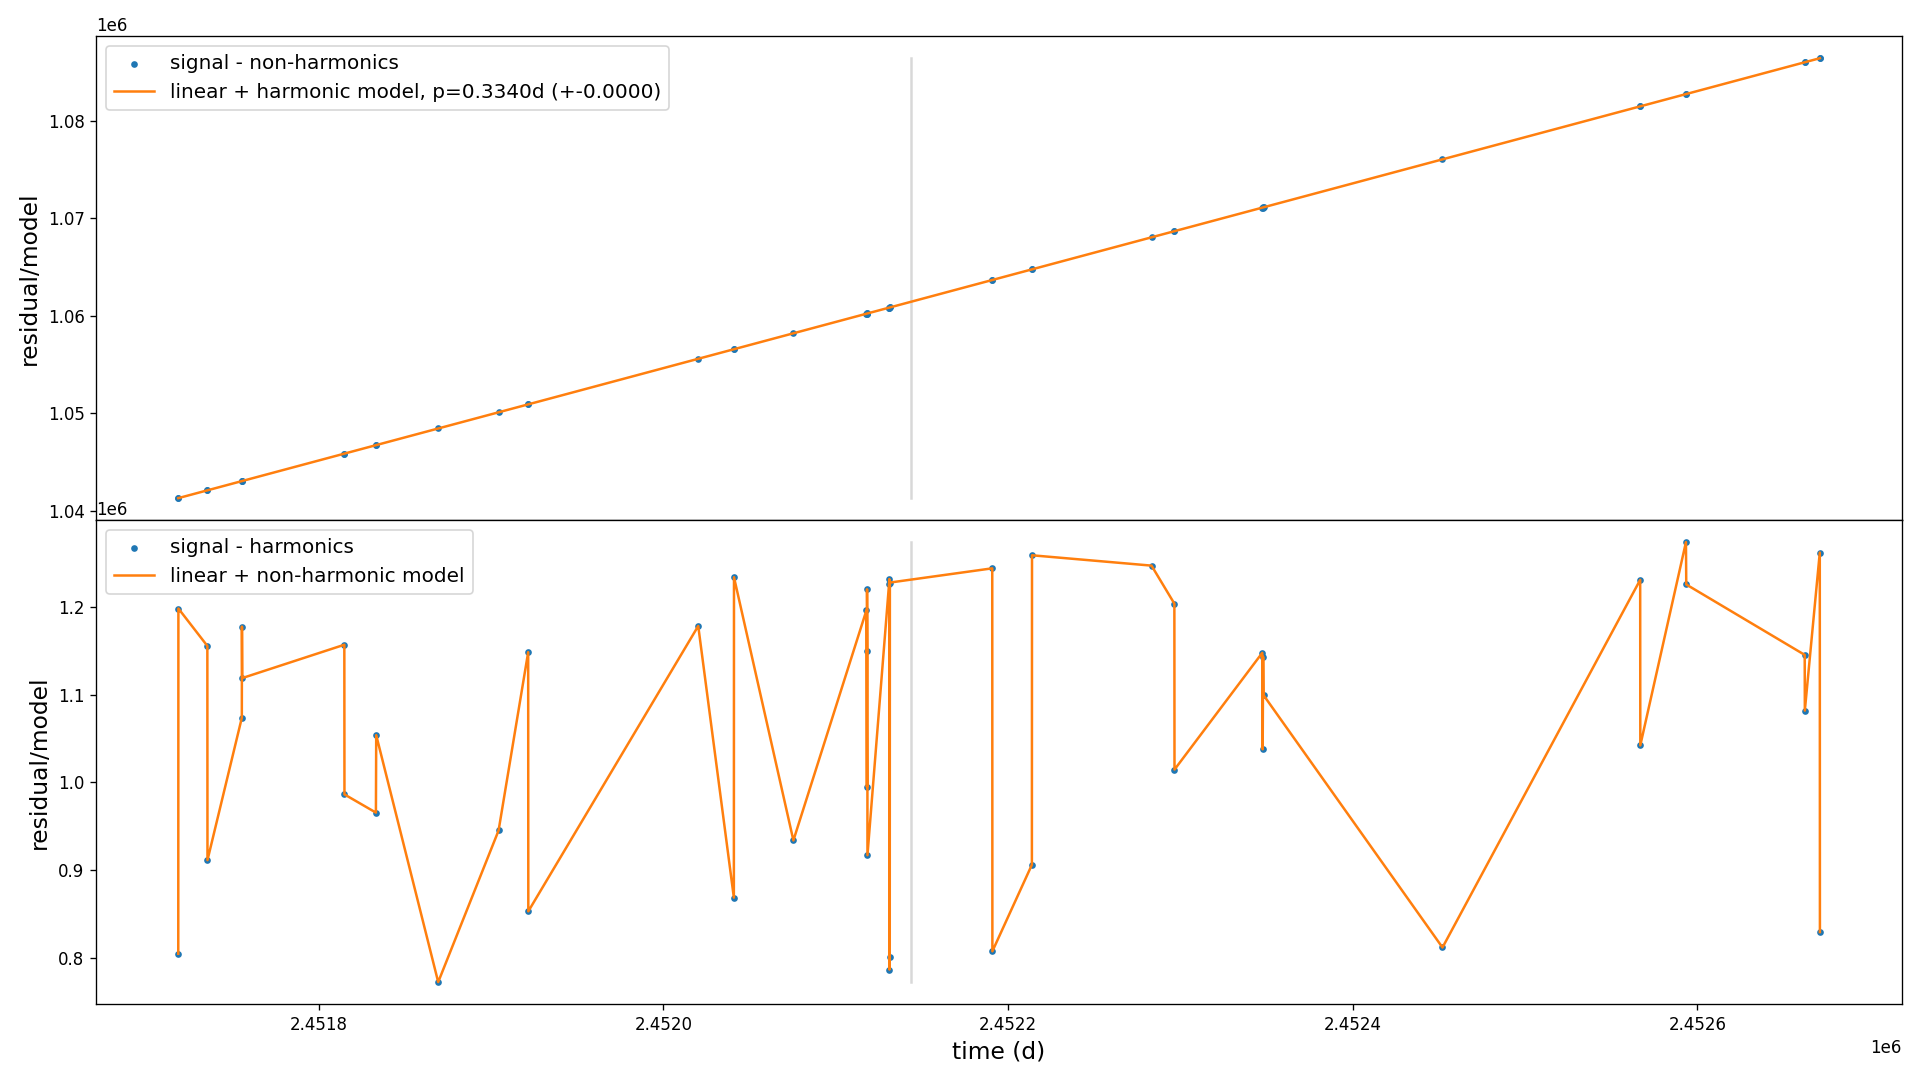 1e6
signal - non-harmonics
linear + harmonic model, p=0.3340d (+-0.0000)
residual/model
1.08
1.07
1.06
1.05
1.04
1e6
signal - harmonics
linear + non-harmonic model
residual/model
1.2
1.1
1.0
0.9
0.8
2.4518
2.4520
2.4522
2.4524
2.4526
time (d)
1e6